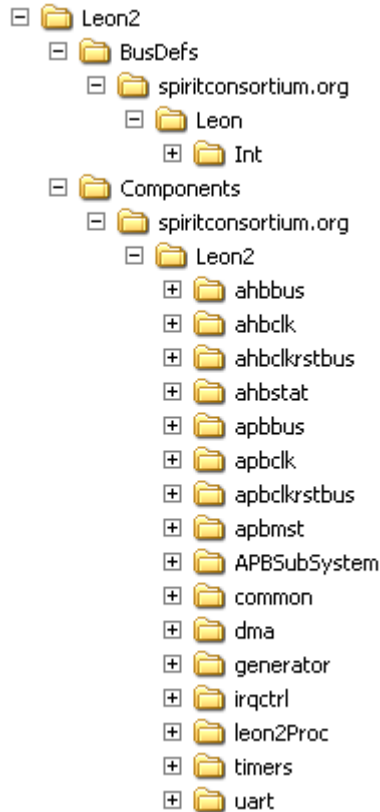 Leon2
BusDefs
spiritconsortium.org
Leon
Int
Components
spiritconsortium.org
Leon2
ahbbus
ahbclk
ahbclkrstbus
ahbstat
apbbus
apbclk
apbclkrstbus
apbmst
APBSubSystem
common
dma
generator
irqctrl
leon2Proc
timers
uart